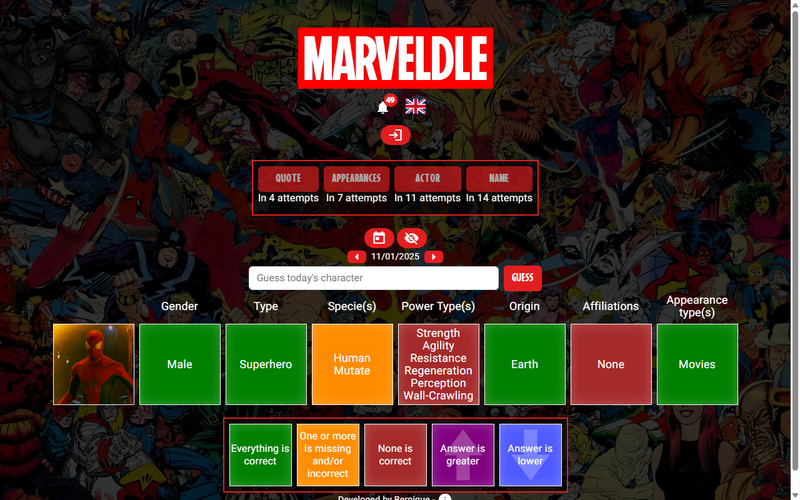 MARVELDLE
49
QUOTE APPEARANCES ACTOR NAME
In 4 attempts In 7 attempts In 11 attempts In 14 attempts
11/01/2025
Guess today's character GUESS
Gender Type Specie(s) Power Type(s) Origin Affiliations Appearance
type(s)
Male
Superhero
Human
Mutate
Strength
Agility
Resistance
Regeneration
Perception
Wall-Crawling
Earth
None
Movies
Everything is
correct
One or more
is missing
and/or
incorrect
None is
correct
Answer is
greater
Answer is
lower
Developed by Bernique -